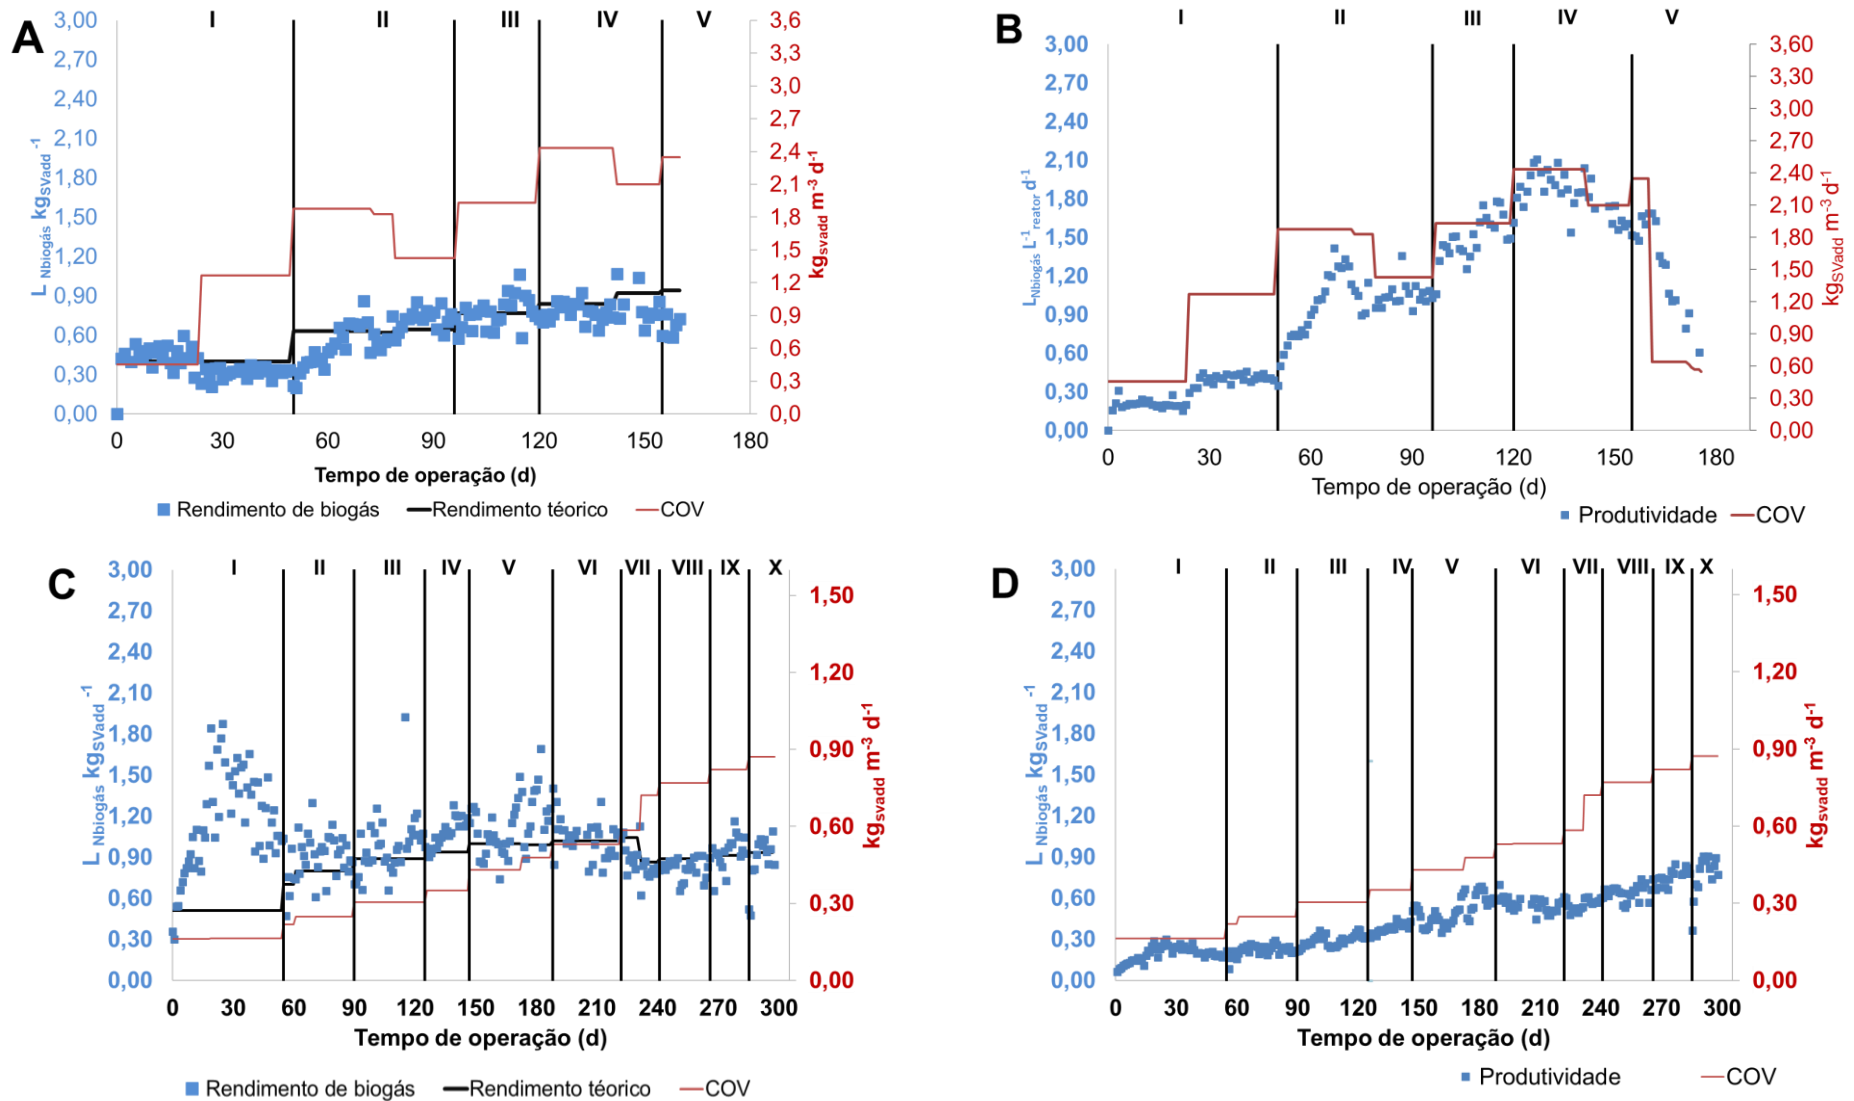 A
I II III IV V
3,00
2,70
2,40
2,10
1,80
1,50
1,20
0,90
0,60
0,30
0,00
L Nbiogás kgSVadd -1
3,6
3,3
3,0
2,7
2,4
2,1
1,8
1,5
1,2
0,9
0,6
0,3
0,0
kgsvadd m-3 d-1
0 30 60 90 120 150 180
Tempo de operação (d)
Rendimento de biogás Rendimento téorico COV
B
I II III IV V
3,00
2,70
2,40
2,10
1,80
1,50
1,20
0,90
0,60
0,30
0,00
LNbiogás L-1reator d-1
3,60
3,30
3,00
2,70
2,40
2,10
1,80
1,50
1,20
0,90
0,60
0,30
0,00
kgSVadd m-3 d-1
0 30 60 90 120 150 180
Tempo de operação (d)
Produtividade COV
C
I II III IV V VI VII VIII IX X
3,00
2,70
2,40
2,10
1,80
1,50
1,20
0,90
0,60
0,30
0,00
L Nbiogás kgSVadd -1
1,50
1,20
0,90
0,60
0,30
0,00
kgsvadd m-3 d-1
0 30 60 90 120 150 180 210 240 270 300
Tempo de operação (d)
Rendimento de biogás Rendimento téorico COV
D
I II III IV V VI VII VIII IX X
3,00
2,70
2,40
2,10
1,80
1,50
1,20
0,90
0,60
0,30
0,00
L Nbiogás kgSVadd -1
1,50
1,20
0,90
0,60
0,30
0,00
kgsvadd m-3 d-1
0 30 60 90 120 150 180 210 240 270 300
Tempo de operação (d)
Produtividade COV